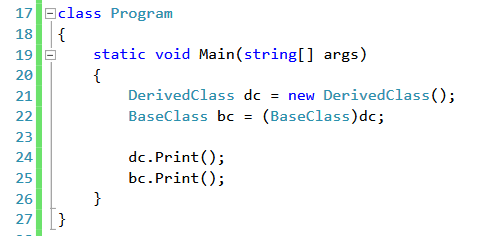 17 class Program
18 {
19 static void Main(string[] args)
20 {
21 DerivedClass dc = new DerivedClass();
22 BaseClass bc = (BaseClass)dc;
23
24 dc.Print();
25 bc.Print();
26 }
27 }